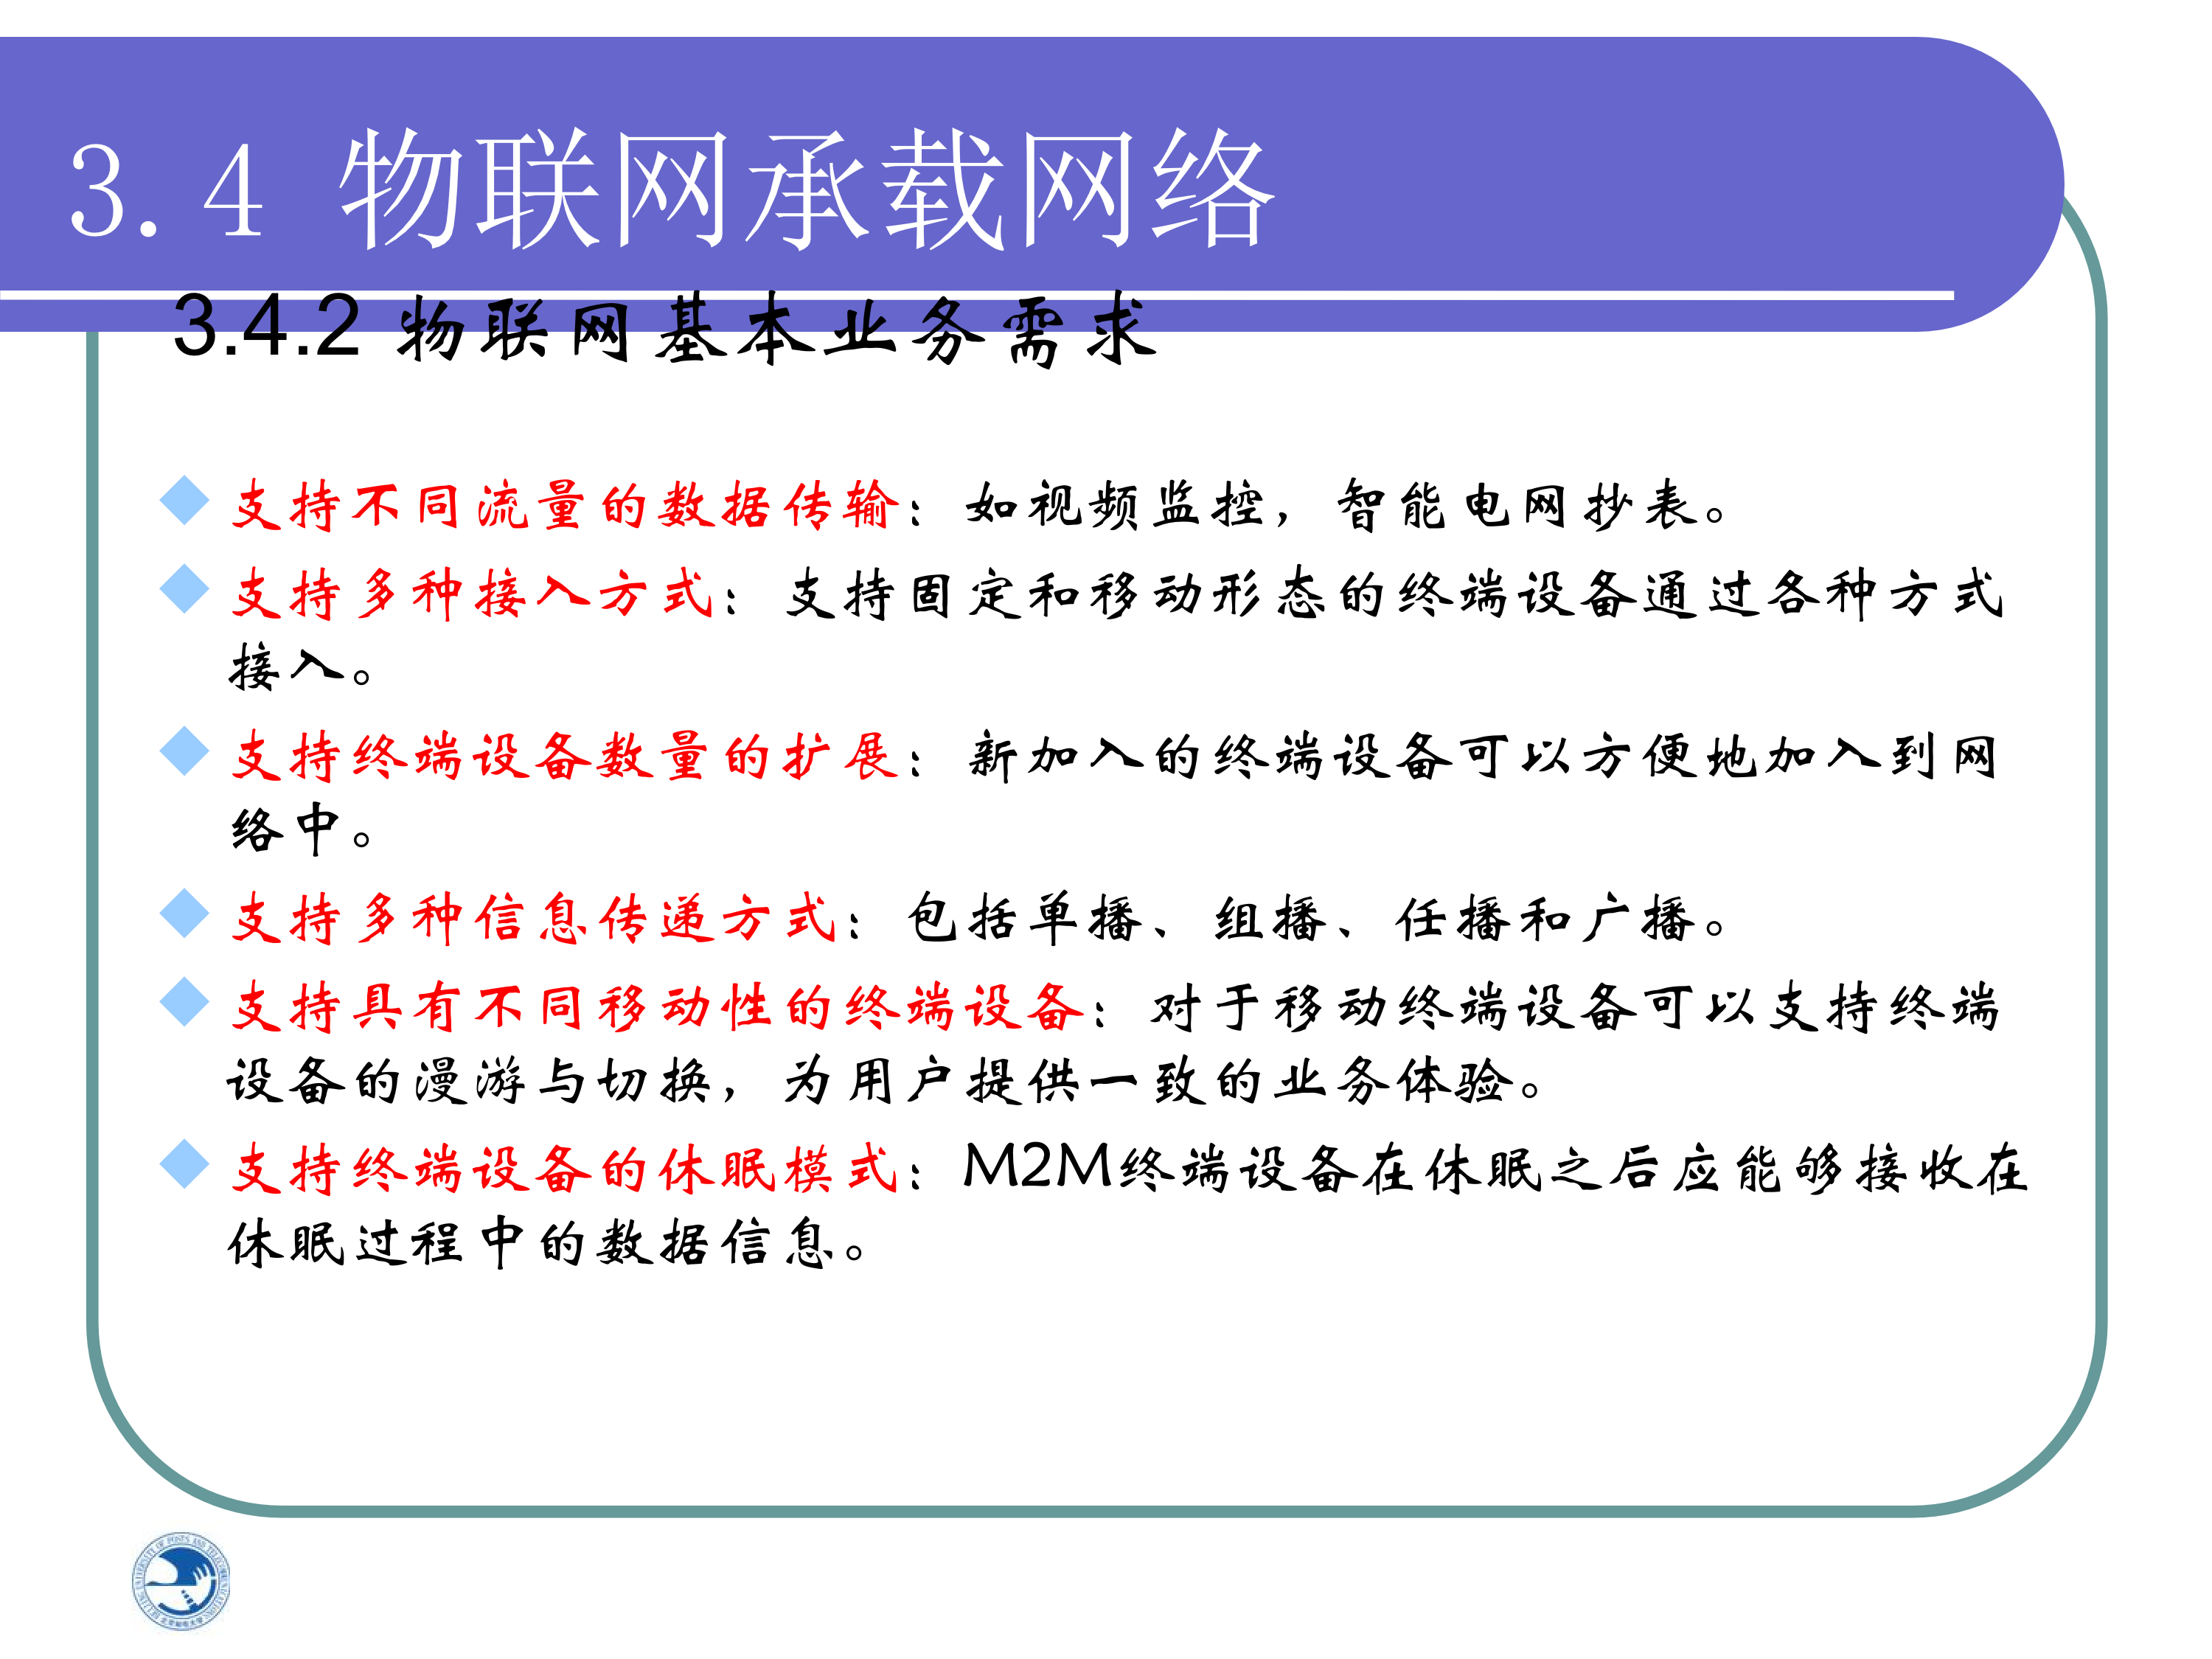 3.4 物联网承载网络
3.4.2 物联网基本业务需求
支持不同流量的数据传输：如视频监控，智能电网抄表。
支持多种接入方式：支持固定和移动形态的终端设备通过各种方式
接入。
支持终端设备数量的扩展：新加入的终端设备可以方便地加入到网
络中。
支持多种信息传递方式：包括单播、组播、任播和广播。
支持具有不同移动性的终端设备：对于移动终端设备可以支持终端
设备的漫游与切换，为用户提供一致的业务体验。
支持终端设备的休眠模式：M2M终端设备在休眠之后应能够接收在
休眠过程中的数据信息。